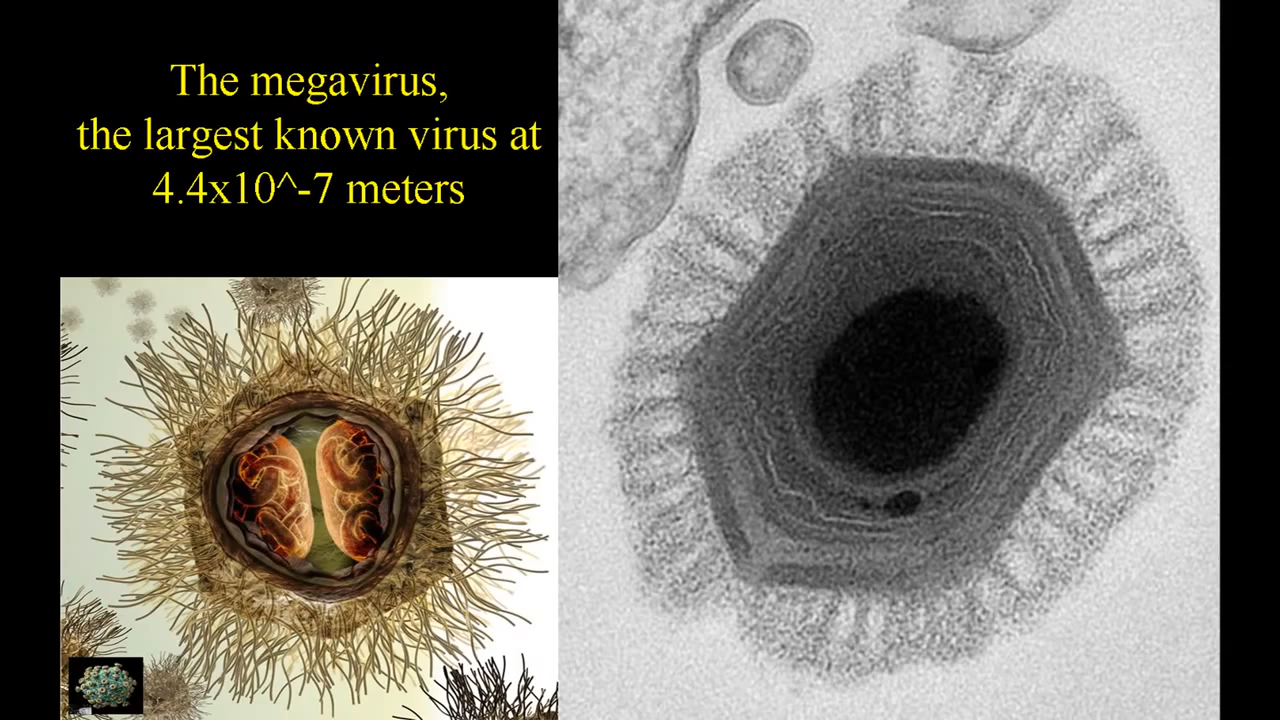 The megavirus,
the largest known virus at
4.4x10^-7 meters